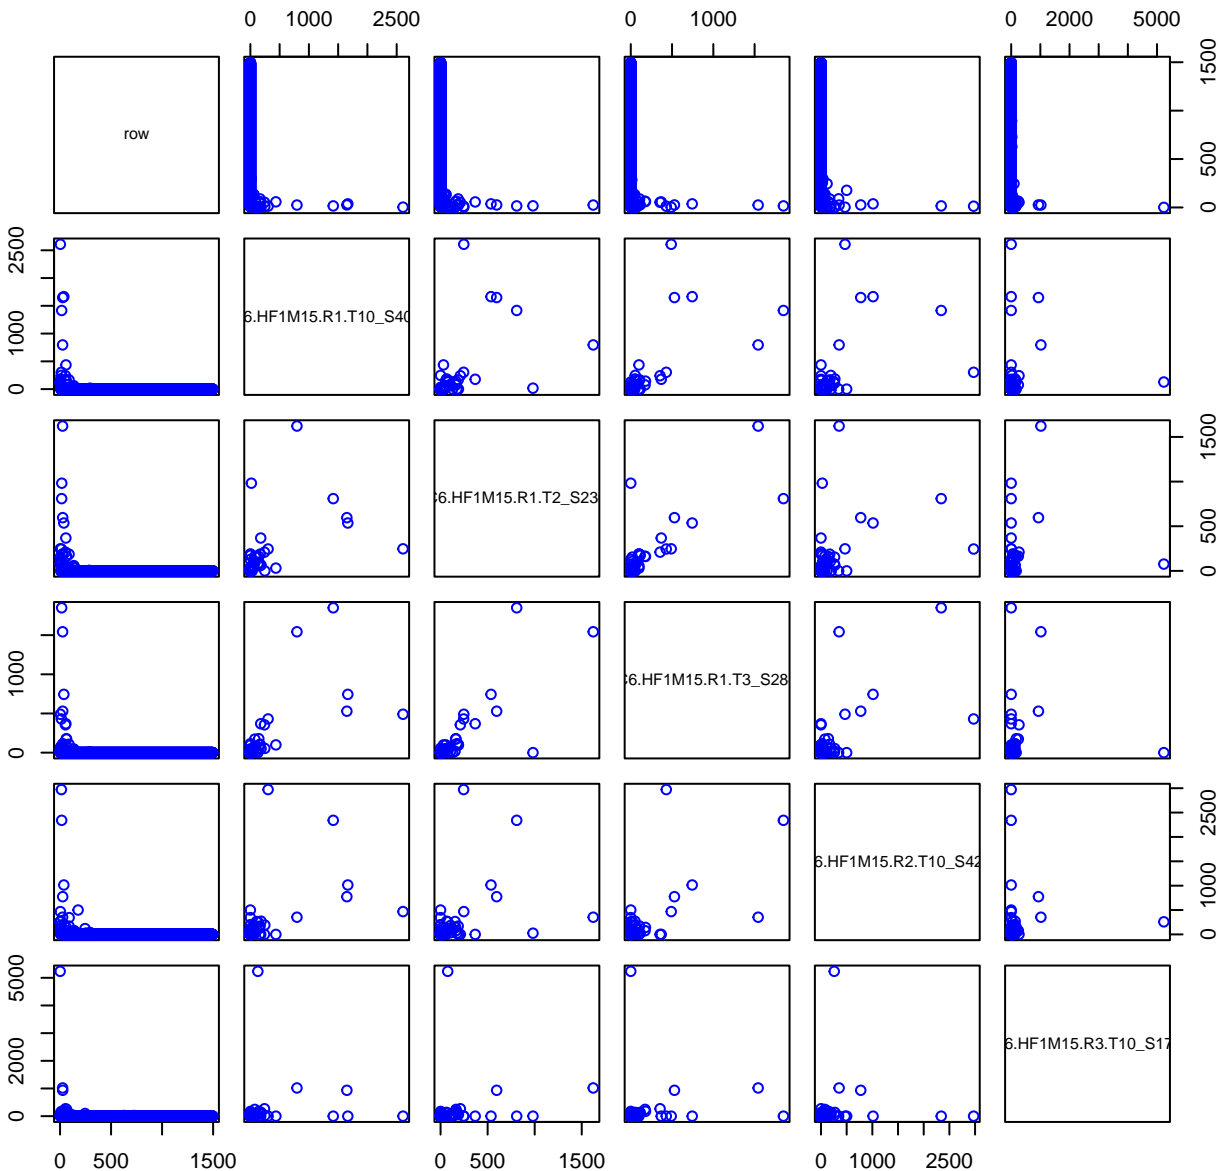 0 1000 2500 0 1000 0 2000 5000
row
0 500 1500
0 1000 2500
6.HF1M15.R1.T10_S40
6.HF1M15.R1.T2_S23
0 500 1500
0 1000
6.HF1M15.R1.T3_S28
6.HF1M15.R2.T10_S42
0 1000 2500
0 2000 5000
6.HF1M15.R3.T10_S17
0 500 1500 0 500 1500 0 1000 2500